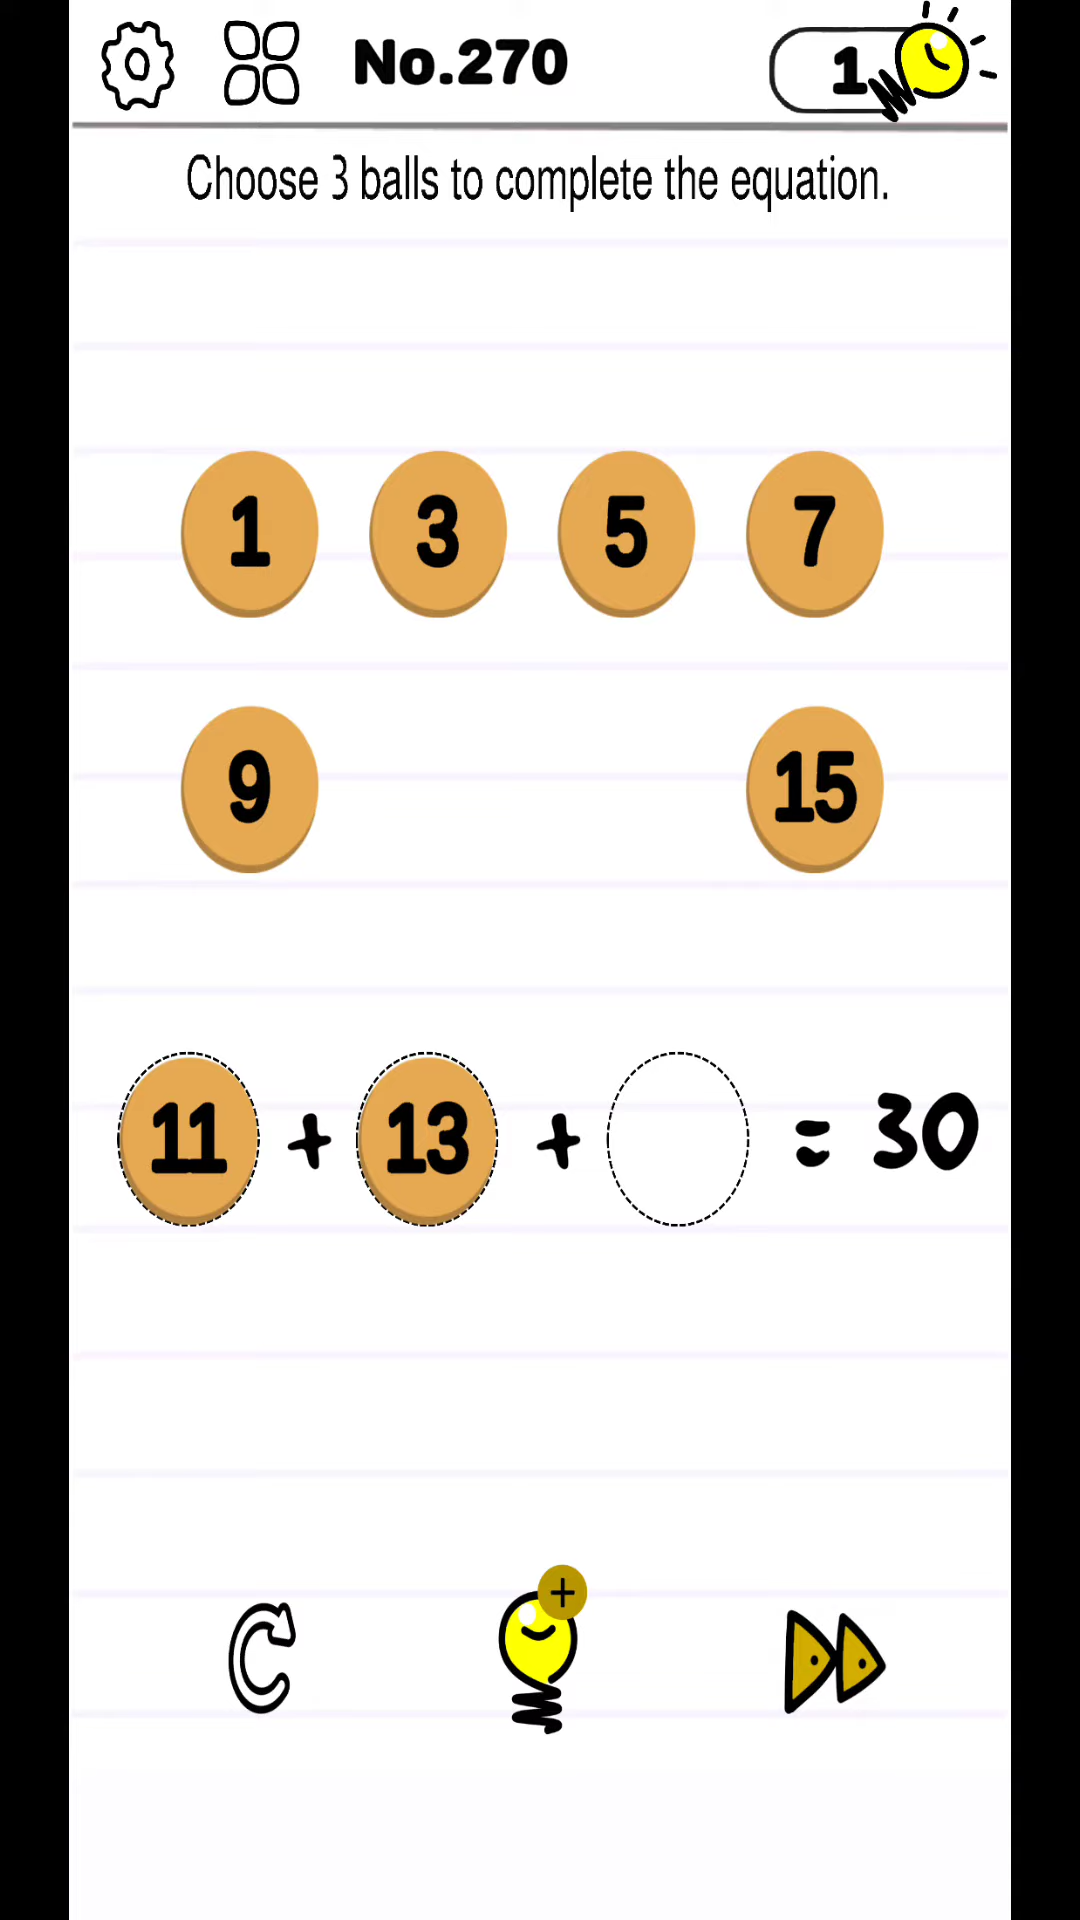 No.270
1
Choose 3 balls to complete the equation.
1 3 5 7
9 15
11 + 13 + = 30
+